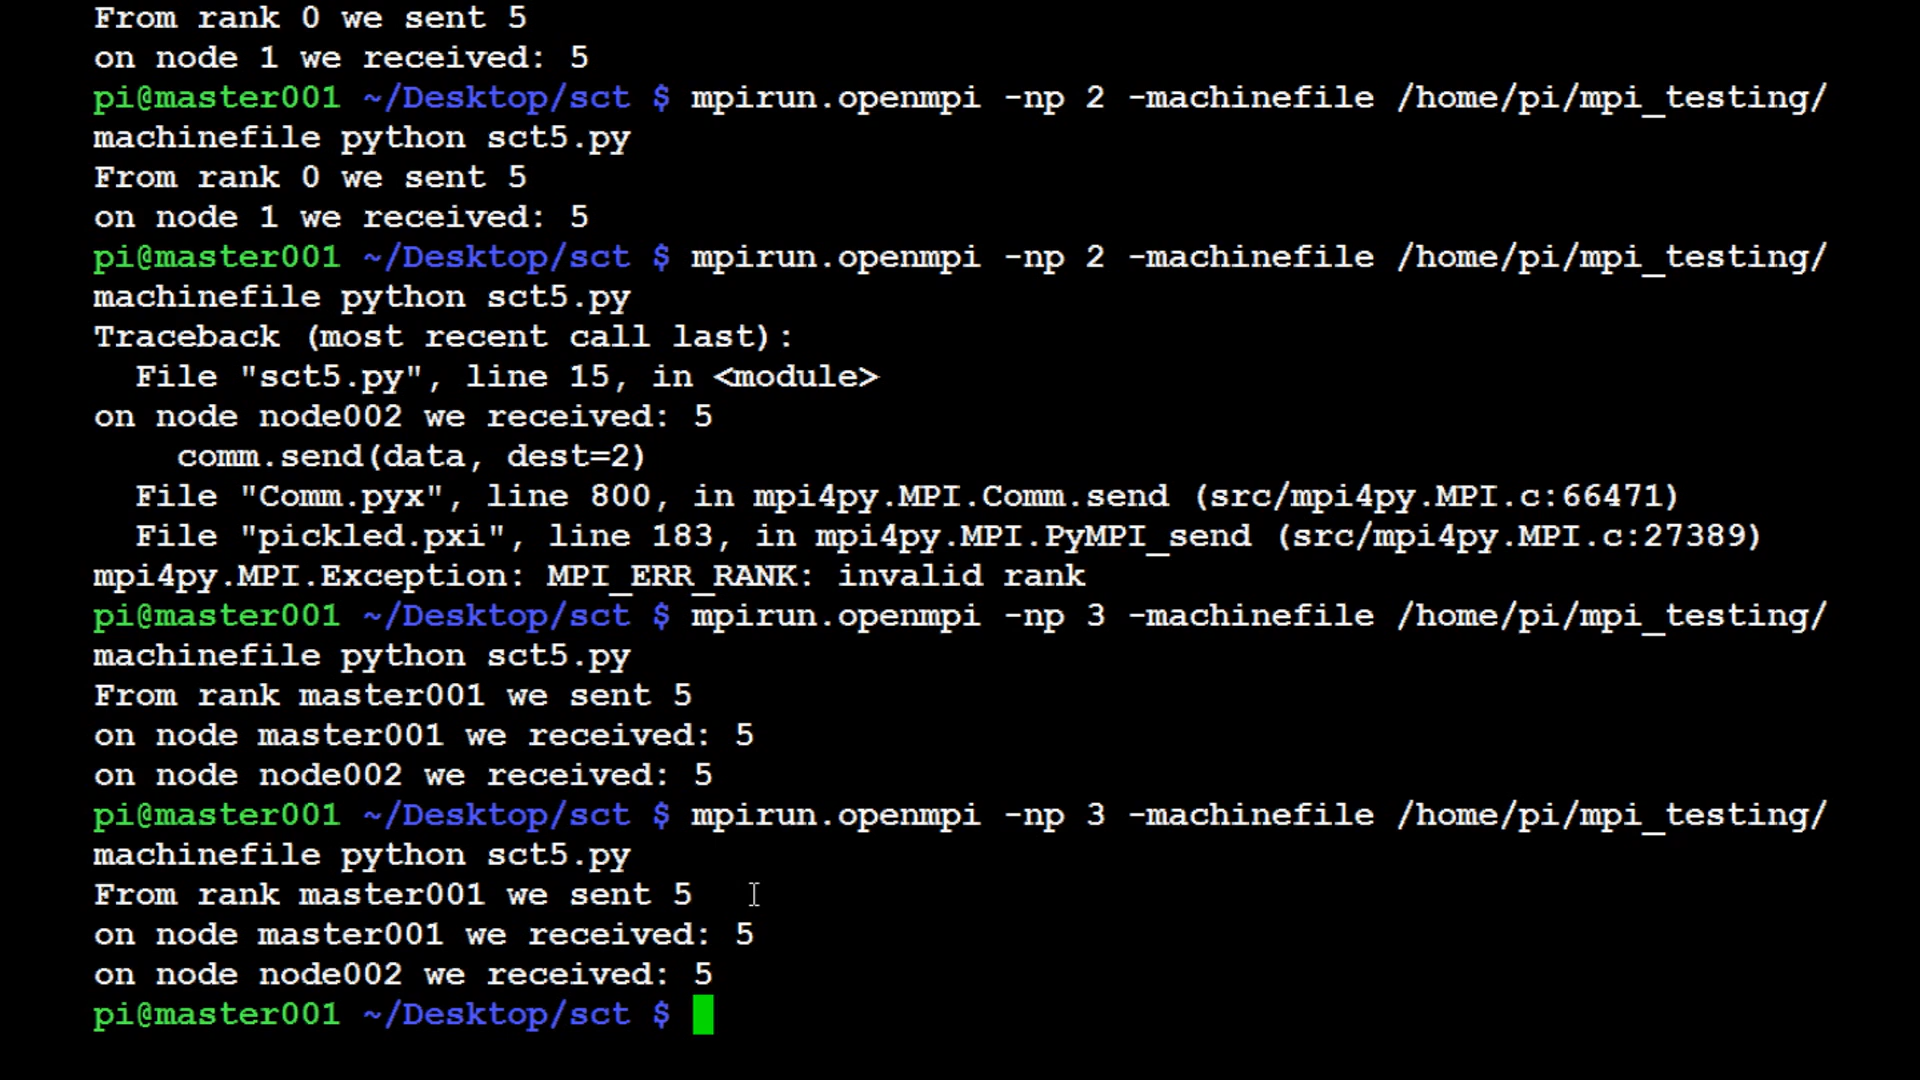 From rank 0 we sent 5
on node 1 we received: 5
pi@master001 ~/Desktop/sct $ mpirun.openmpi -np 2 -machinefile /home/pi/mpi_testing/
machinefile python sct5.py
From rank 0 we sent 5
on node 1 we received: 5
pi@master001 ~/Desktop/sct $ mpirun.openmpi -np 2 -machinefile /home/pi/mpi_testing/
machinefile python sct5.py
Traceback (most recent call last):
  File "sct5.py", line 15, in <module>
on node node002 we received: 5
    comm.send(data, dest=2)
  File "Comm.pyx", line 800, in mpi4py.MPI.Comm.send (src/mpi4py.MPI.c:66471)
  File "pickled.pxi", line 183, in mpi4py.MPI.PyMPI_send (src/mpi4py.MPI.c:27389)
mpi4py.MPI.Exception: MPI_ERR_RANK: invalid rank
pi@master001 ~/Desktop/sct $ mpirun.openmpi -np 3 -machinefile /home/pi/mpi_testing/
machinefile python sct5.py
From rank master001 we sent 5
on node master001 we received: 5
on node node002 we received: 5
pi@master001 ~/Desktop/sct $ mpirun.openmpi -np 3 -machinefile /home/pi/mpi_testing/
machinefile python sct5.py
From rank master001 we sent 5
on node master001 we received: 5
on node node002 we received: 5
pi@master001 ~/Desktop/sct $